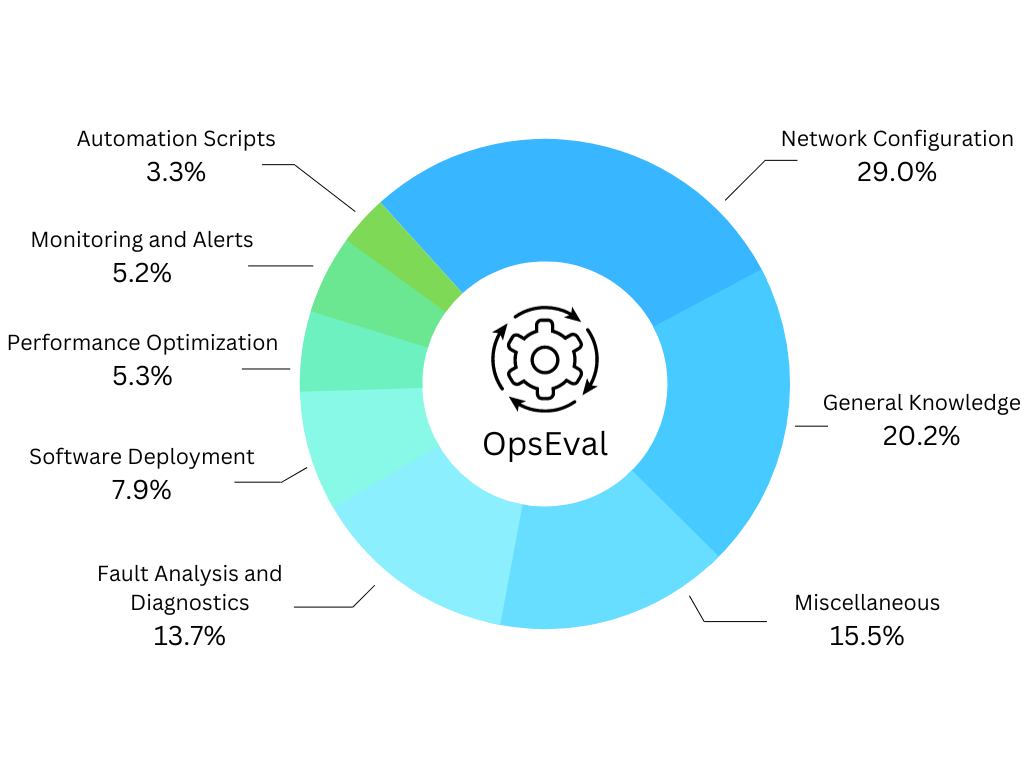 Automation Scripts
3.3%
Network Configuration
29.0%
Monitoring and Alerts
5.2%
Performance Optimization
5.3%
General Knowledge
20.2%
OpsEval
Software Deployment
7.9%
Fault Analysis and
Diagnostics
13.7%
Miscellaneous
15.5%